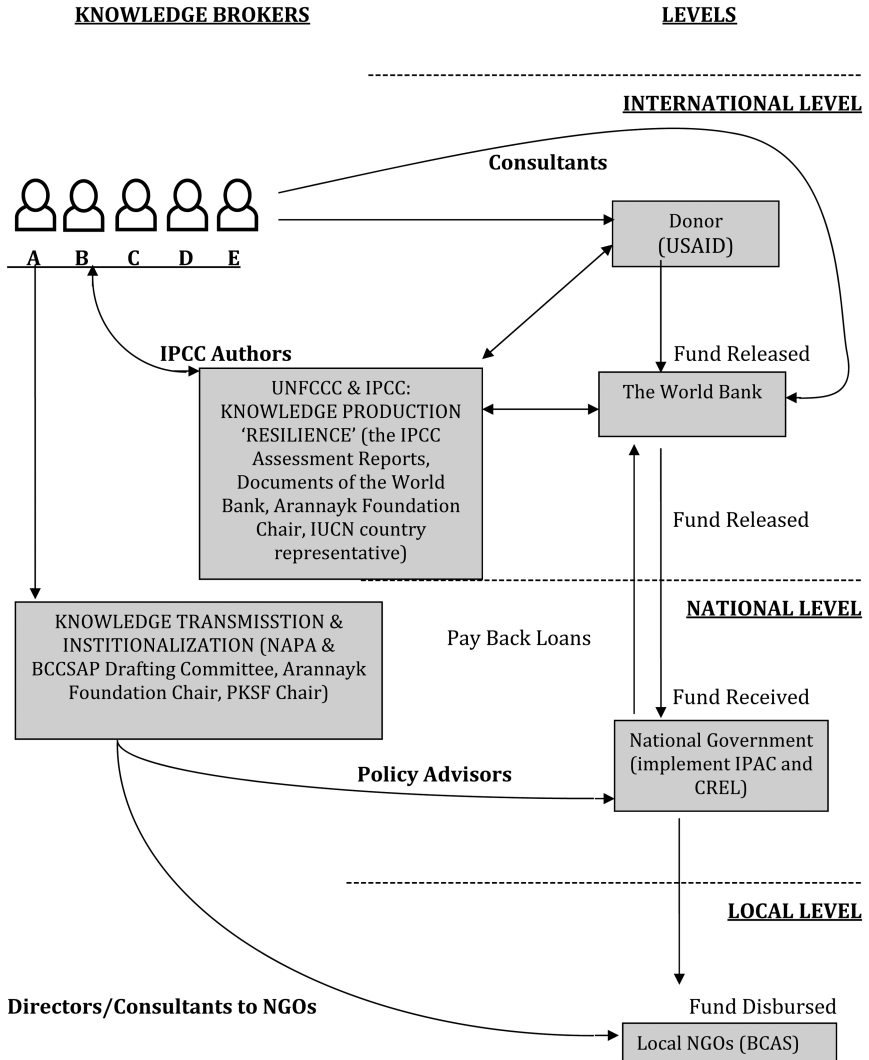 KNOWLEDGE BROKERS
LEVELS
INTERNATIONAL LEVEL
Consultants
Donor
(USAID)
A B C D E
IPCC Authors
Fund Released
UNFCCC & IPCC:
KNOWLEDGE PRODUCTION
‘RESILIENCE’ (the IPCC
Assessment Reports,
Documents of the World
Bank, Arannayk Foundation
Chair, IUCN country
representative)
The World Bank
Fund Released
NATIONAL LEVEL
KNOWLEDGE TRANSMISSTION &
INSTITIONALIZATION (NAPA &
BCCSAP Drafting Committee, Arannayk
Foundation Chair, PKSF Chair)
Pay Back Loans
Fund Received
National Government
(implement IPAC and
CREL)
Policy Advisors
LOCAL LEVEL
Directors/Consultants to NGOs
Fund Disbursed
Local NGOs (BCAS)